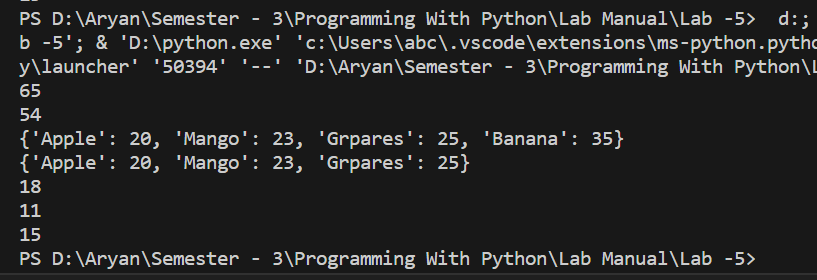 PS D:\Aryan\Semester - 3\Programming With Python\Lab Manual\Lab -5>  d:;
b -5'; & 'D:\python.exe' 'c:\Users\abc\.vscode\extensions\ms-python.pytho
y\launcher' '50394' '--' 'D:\Aryan\Semester - 3\Programming With Python\L
65
54
{'Apple': 20, 'Mango': 23, 'Grpares': 25, 'Banana': 35}
{'Apple': 20, 'Mango': 23, 'Grpares': 25}
18
11
15
PS D:\Aryan\Semester - 3\Programming With Python\Lab Manual\Lab -5>